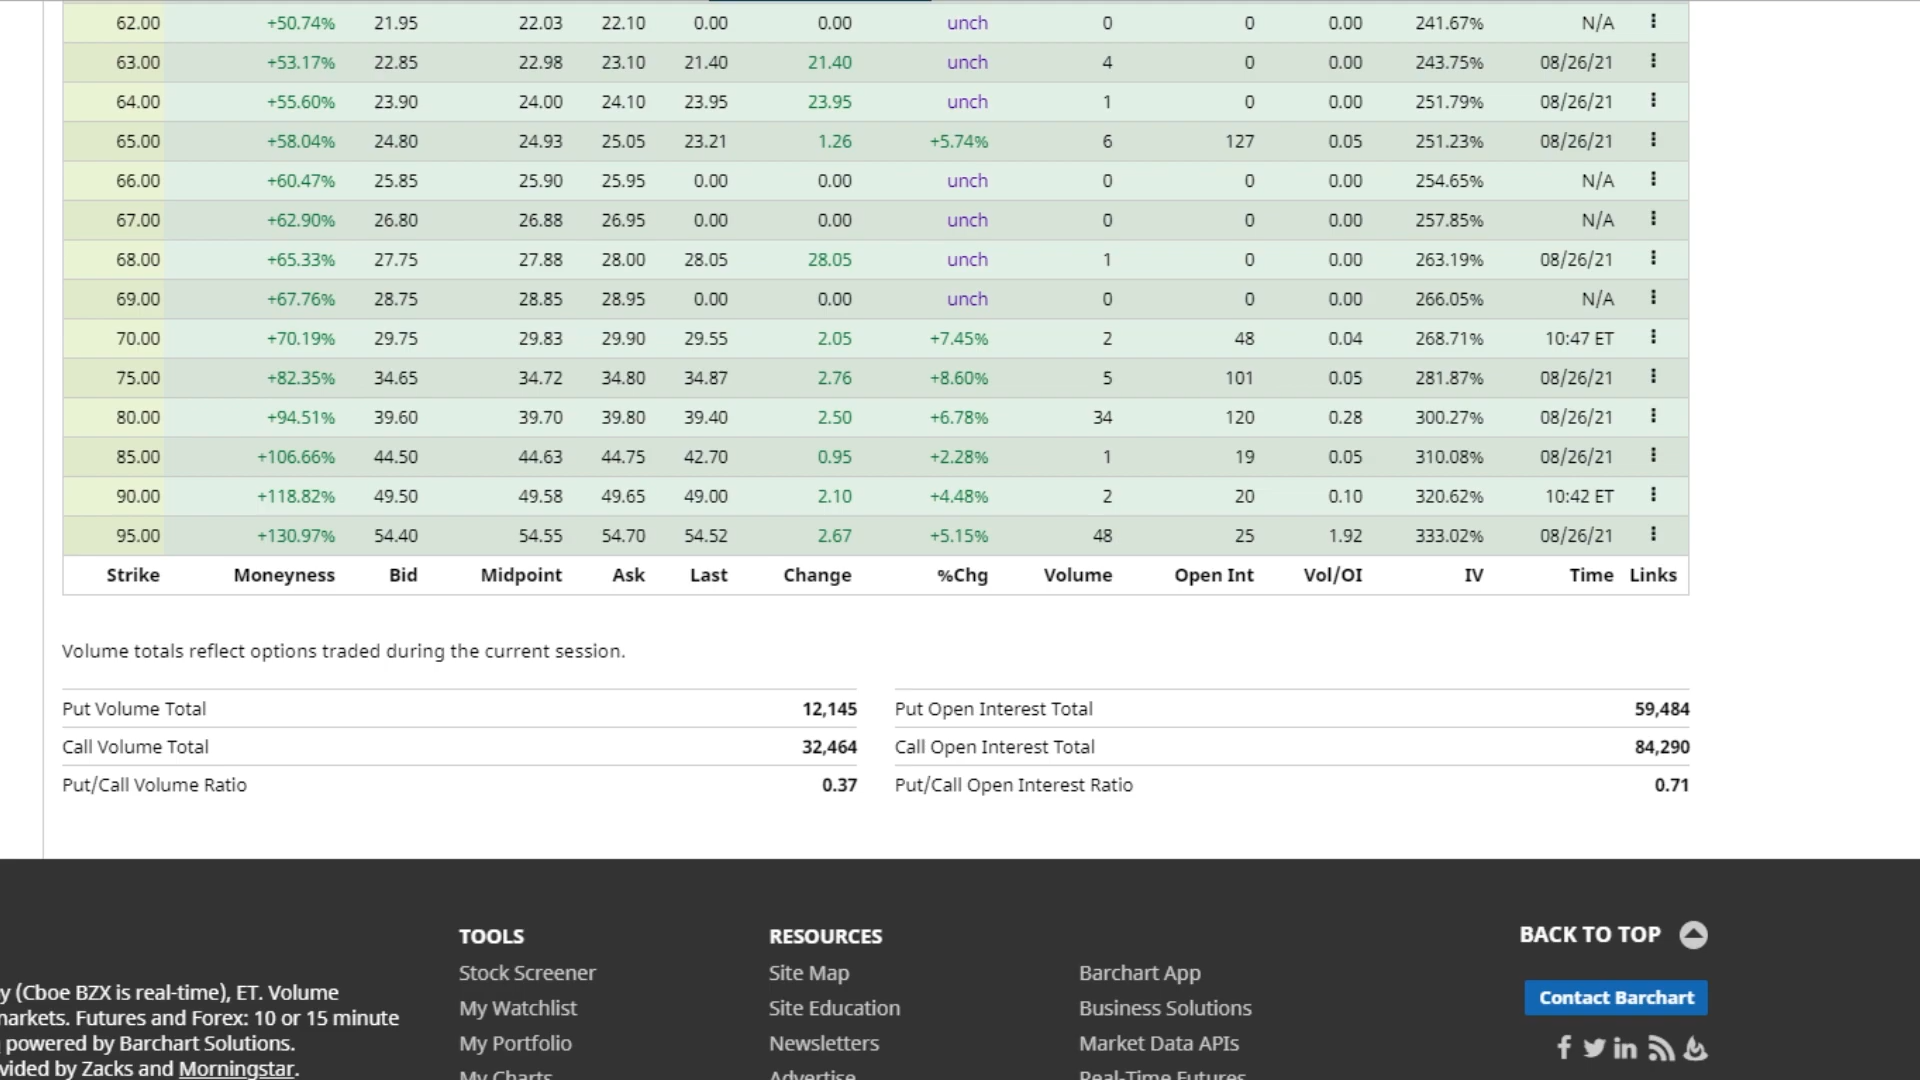 62.00 +50.74% 21.95 22.03 22.10 0.00 0.00 unch 0 0 0.00 241.67% N/A
63.00 +53.17% 22.85 22.98 23.10 21.40 21.40 unch 4 0 0.00 243.75% 08/26/21
64.00 +55.60% 23.90 24.00 24.10 23.95 23.95 unch 1 0 0.00 251.79% 08/26/21
65.00 +58.04% 24.80 24.93 25.05 23.21 1.26 +5.74% 6 127 0.05 251.23% 08/26/21
66.00 +60.47% 25.85 25.90 25.95 0.00 0.00 unch 0 0 0.00 254.65% N/A
67.00 +62.90% 26.80 26.88 26.95 0.00 0.00 unch 0 0 0.00 257.85% N/A
68.00 +65.33% 27.75 27.88 28.00 28.05 28.05 unch 1 0 0.00 263.19% 08/26/21
69.00 +67.76% 28.75 28.85 28.95 0.00 0.00 unch 0 0 0.00 266.05% N/A
70.00 +70.19% 29.75 29.83 29.90 29.55 2.05 +7.45% 2 48 0.04 268.71% 10:47 ET
75.00 +82.35% 34.65 34.72 34.80 34.87 2.76 +8.60% 5 101 0.05 281.87% 08/26/21
80.00 +94.51% 39.60 39.70 39.80 39.40 2.50 +6.78% 34 120 0.28 300.27% 08/26/21
85.00 +106.66% 44.50 44.63 44.75 42.70 0.95 +2.28% 1 19 0.05 310.08% 08/26/21
90.00 +118.82% 49.50 49.58 49.65 49.00 2.10 +4.48% 2 20 0.10 320.62% 10:42 ET
95.00 +130.97% 54.40 54.55 54.70 54.52 2.67 +5.15% 48 25 1.92 333.02% 08/26/21
Strike Moneyness Bid Midpoint Ask Last Change %Chg Volume Open Int Vol/OI IV Time Links
Volume totals reflect options traded during the current session.
Put Volume Total 12,145 Put Open Interest Total 59,484
Call Volume Total 32,464 Call Open Interest Total 84,290
Put/Call Volume Ratio 0.37 Put/Call Open Interest Ratio 0.71
y (Cboe BZX is real-time), ET. Volume
narkets. Futures and Forex: 10 or 15 minute
powered by Barchart Solutions.
vided by Zacks and Morningstar.
TOOLS
Stock Screener
My Watchlist
My Portfolio
My Charts
RESOURCES
Site Map
Site Education
Newsletters
Advertise
Barchart App
Business Solutions
Market Data APIs
Real-Time Futures
BACK TO TOP
Contact Barchart